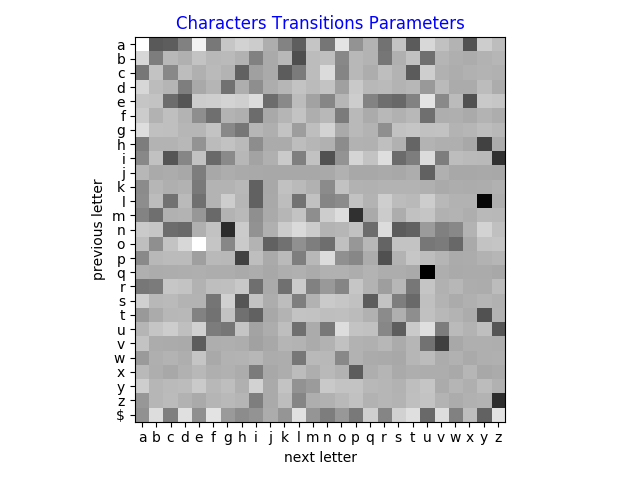 Characters Transitions Parameters
previous letter
a
b
c
d
e
f
g
h
i
j
k
l
m
n
o
p
q
r
s
t
u
v
w
x
y
z
$
a b c d e f g h i j k l m n o p q r s t u v w x y z
next letter